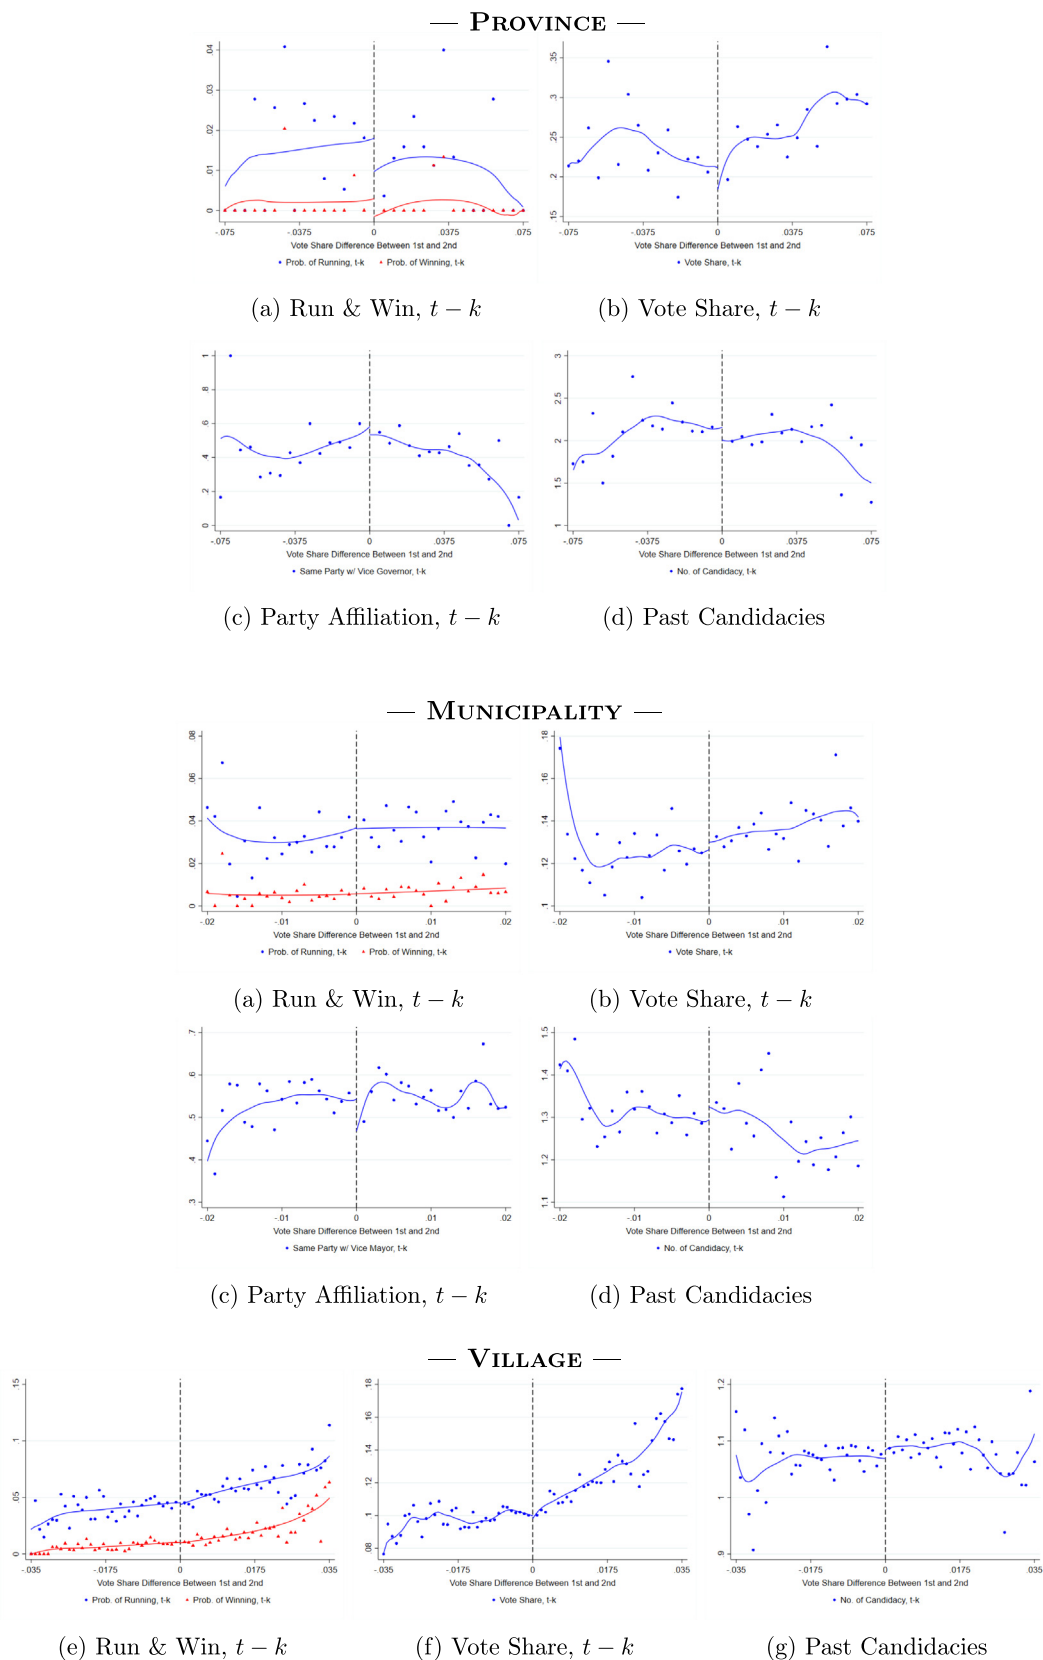 — PROVINCE —
.04
.03
.02
.01
0
-.075 -.0375 0 .0375 .075
Vote Share Difference Between 1st and 2nd
Prob. of Running, t-k Prob. of Winning, t-k
.35
.3
.25
.2
.15
-.075 -.0375 0 .0375 .075
Vote Share Difference Between 1st and 2nd
Vote Share, t-k
(a) Run & Win, t − k (b) Vote Share, t − k
1
.8
.6
.4
.2
0
-.075 -.0375 0 .0375 .075
Vote Share Difference Between 1st and 2nd
Same Party w/ Vice Governor, t-k
3
2.5
2
1.5
1
-.075 -.0375 0 .0375 .075
Vote Share Difference Between 1st and 2nd
No. of Candidacy, t-k
(c) Party Affiliation, t − k (d) Past Candidacies
— MUNICIPALITY —
.08
.06
.04
.02
0
-.02 -.01 0 .01 .02
Vote Share Difference Between 1st and 2nd
Prob. of Running, t-k Prob. of Winning, t-k
.18
.16
.14
.12
.1
-.02 -.01 0 .01 .02
Vote Share Difference Between 1st and 2nd
Vote Share, t-k
(a) Run & Win, t − k (b) Vote Share, t − k
.7
.6
.5
.4
.3
-.02 -.01 0 .01 .02
Vote Share Difference Between 1st and 2nd
Same Party w/ Vice Mayor, t-k
1.5
1.4
1.3
1.2
1.1
-.02 -.01 0 .01 .02
Vote Share Difference Between 1st and 2nd
No. of Candidacy, t-k
(c) Party Affiliation, t − k (d) Past Candidacies
— VILLAGE —
.15
.1
.05
0
-.035 -.0175 0 .0175 .035
Vote Share Difference Between 1st and 2nd
Prob. of Running, t-k Prob. of Winning, t-k
.18
.16
.14
.12
.1
.08
-.035 -.0175 0 .0175 .035
Vote Share Difference Between 1st and 2nd
Vote Share, t-k
1.2
1.1
1
.9
-.035 -.0175 0 .0175 .035
Vote Share Difference Between 1st and 2nd
No. of Candidacy, t-k
(e) Run & Win, t − k (f) Vote Share, t − k (g) Past Candidacies